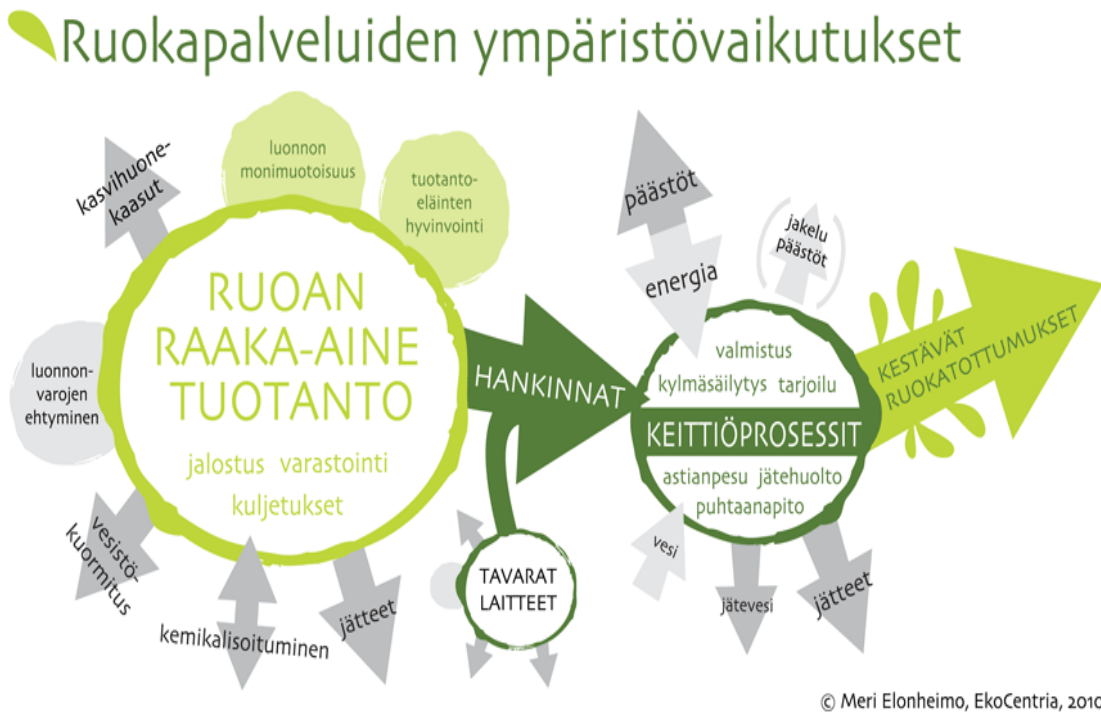 Ruokapalveluiden ympäristövaikutukset
kasvihuone-
kaasut
luonnon
monimuotoisuus
tuotanto-
eläinten
hyvinvointi
RUOAN
RAAKA-AINE
TUOTANTO
jalostus varastointi
kuljetukset
luonnon-
varojen
ehtyminen
vesistö-
kuormitus
kemikalisoituminen
jätteet
HANKINNAT
TAVARAT
LAITTEET
päästöt
energia
jakelu
päästöt
valmistus
kylmäsäilytys tarjoilu
KEITTIÖPROSESSIT
astianpesu jätehuolto
puhtaanapito
vesi
jätevesi
jätteet
KESTÄVÄT
RUOKATOTTUMUKSET
© Meri Elonheimo, EkoCentria, 2010